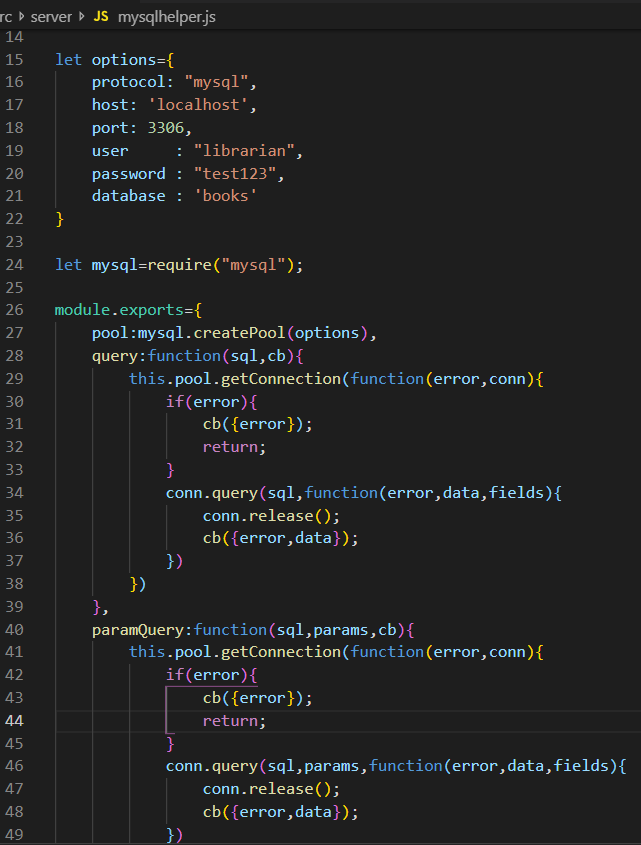 rc > server > JS mysqlhelper.js
14
15 let options={
16     protocol: "mysql",
17     host: 'localhost',
18     port: 3306,
19     user     : "librarian",
20     password : "test123",
21     database : 'books'
22 }
23
24 let mysql=require("mysql");
25
26 module.exports={
27     pool:mysql.createPool(options),
28     query:function(sql,cb){
29         this.pool.getConnection(function(error,conn){
30             if(error){
31                 cb({error});
32                 return;
33             }
34             conn.query(sql,function(error,data,fields){
35                 conn.release();
36                 cb({error,data});
37             })
38         })
39     },
40     paramQuery:function(sql,params,cb){
41         this.pool.getConnection(function(error,conn){
42             if(error){
43                 cb({error});
44                 return;
45             }
46             conn.query(sql,params,function(error,data,fields){
47                 conn.release();
48                 cb({error,data});
49             })